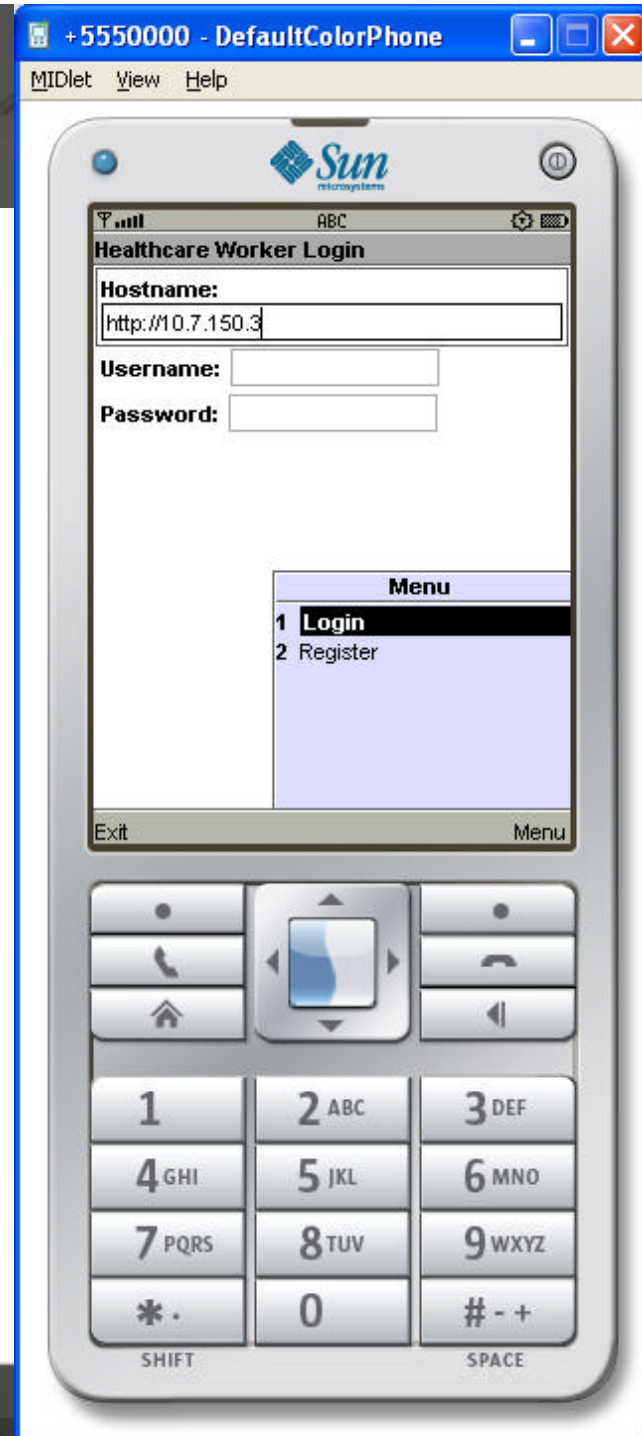 +5550000 - DefaultColorPhone
MIDlet View Help
Sun
microsystems
ABC
Healthcare Worker Login
Hostname:
http://10.7.150.3
Username:
Password:
Menu
1 Login
2 Register
Exit Menu
1 2 ABC 3 DEF
4 GHI 5 JKL 6 MNO
7 PQRS 8 TUV 9 WXYZ
* . 0 # - +
SHIFT SPACE